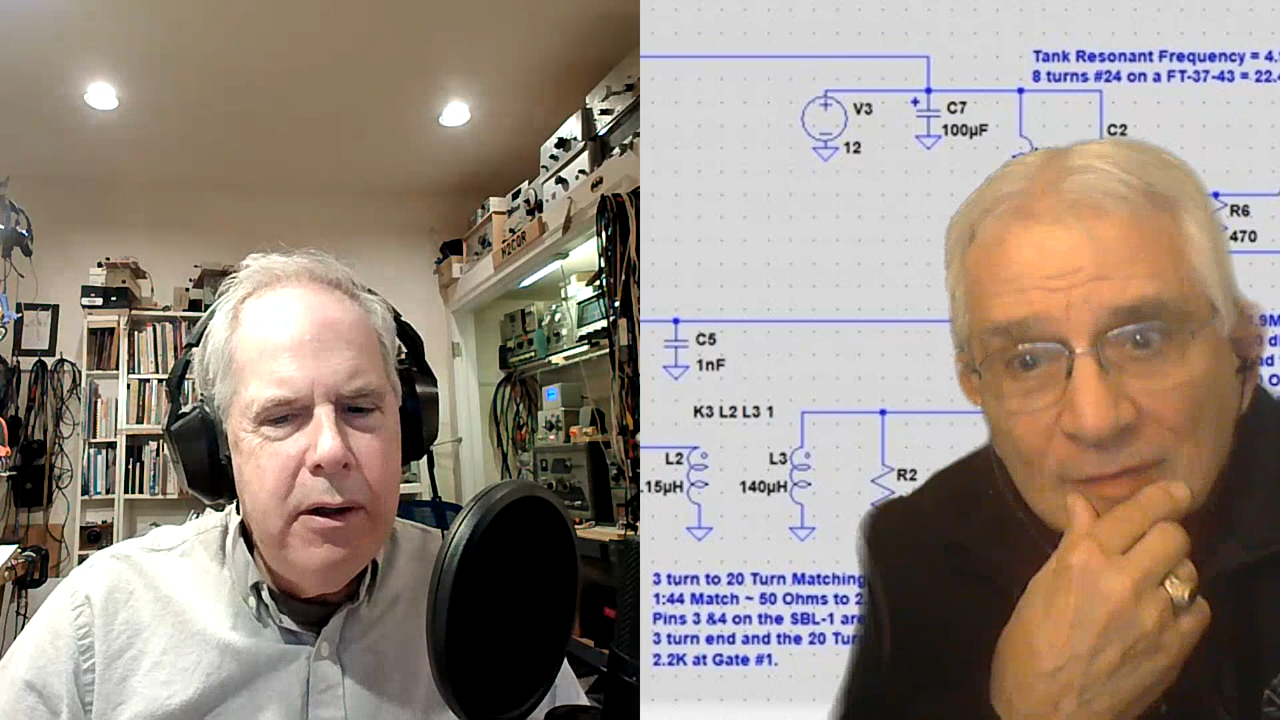 N2CQR
Tank Resonant Frequency = 4.
8 turns #24 on a FT-37-43 = 22.
V3
12
+
C7
100µF
C2
R6
470
C5
1nF
.9M
K3 L2 L3 1
L2
.15µH
L3
140µH
R2
3 turn to 20 Turn Matching
1:44 Match ~ 50 Ohms to 2
Pins 3 &4 on the SBL-1 are
3 turn end and the 20 Tur
2.2K at Gate #1.